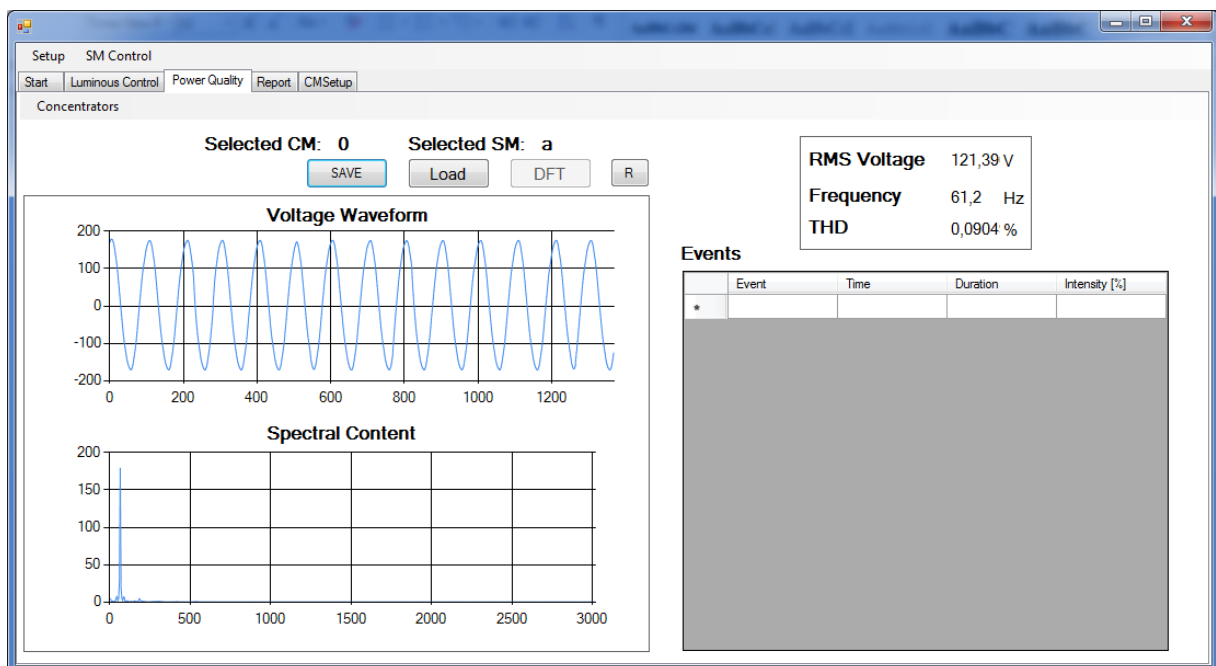 Setup SM Control
Start Luminous Control Power Quality Report CMSetup
Concentrators
Selected CM: 0 Selected SM: a
SAVE Load DFT R
RMS Voltage 121,39 V
Frequency 61,2 Hz
THD 0,0904 %
Voltage Waveform
200
100
0
-100
-200
0 200 400 600 800 1000 1200
Spectral Content
200
150
100
50
0
0 500 1000 1500 2000 2500 3000
Events
Event Time Duration Intensity [%]
*